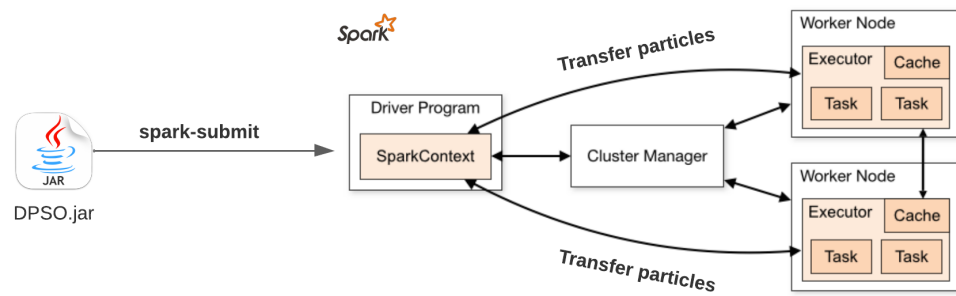 Spark
Transfer particles
Worker Node
Executor
Cache
Task
Task
Driver Program
SparkContext
spark-submit
Cluster Manager
JAR
DPSO.jar
Worker Node
Executor
Cache
Task
Task
Transfer particles